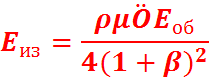 E_из = ρμÖE_об / 4(1 + β)²